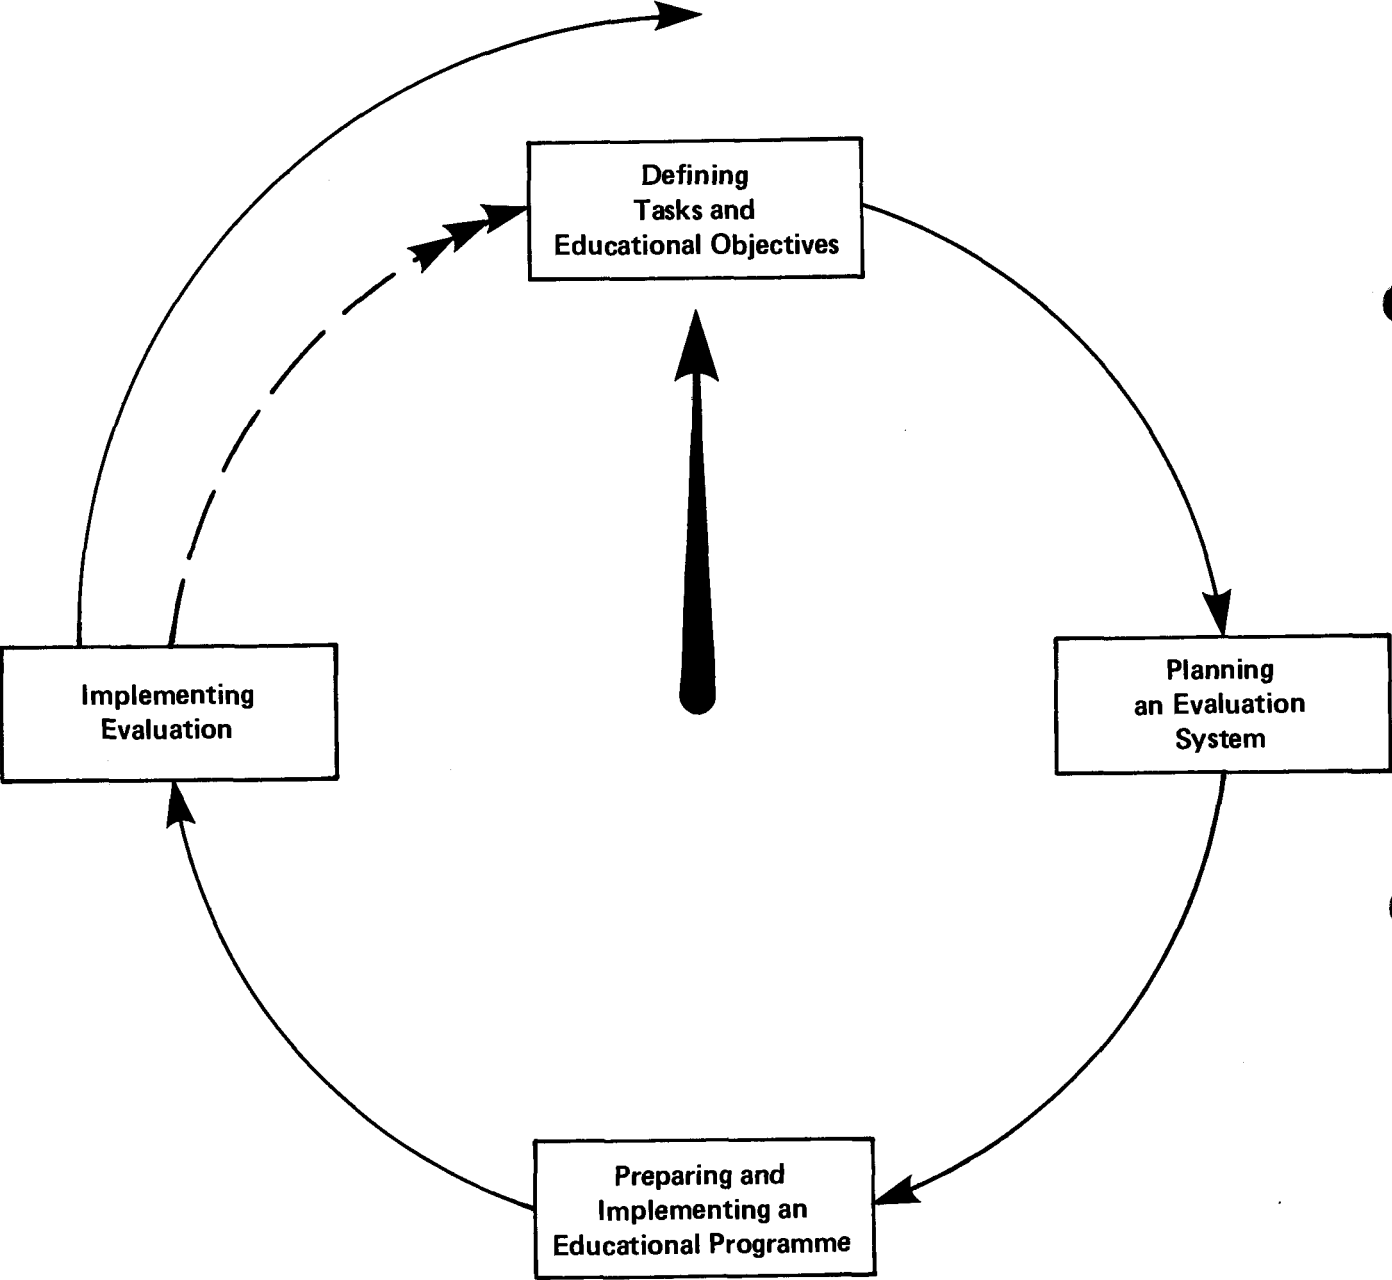 Defining
Tasks and
Educational Objectives
Planning
an Evaluation
System
Implementing
Evaluation
Preparing and
Implementing an
Educational Programme